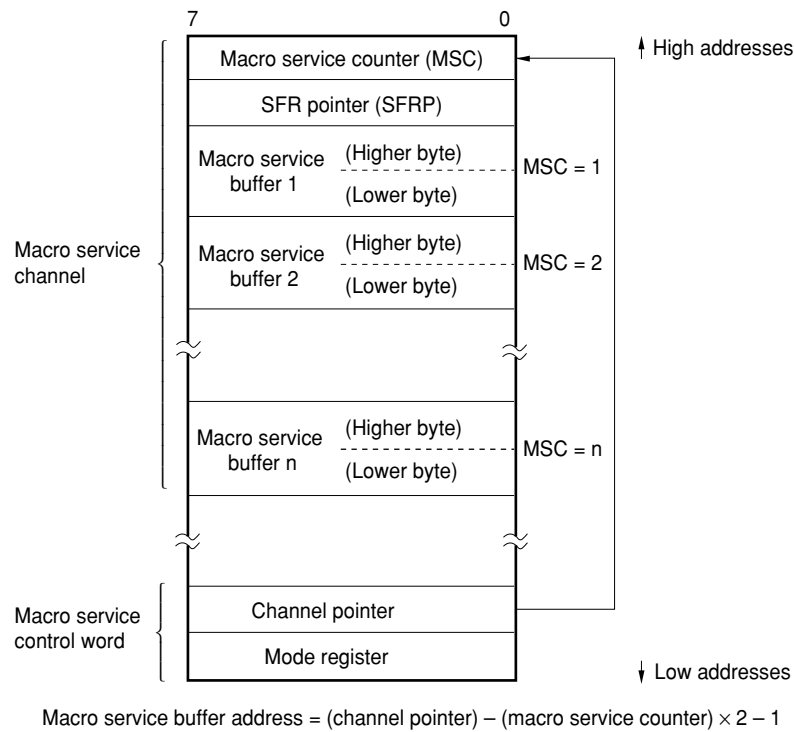 7 0
Macro service counter (MSC)
High addresses
SFR pointer (SFRP)
Macro service
buffer 1
(Higher byte)
(Lower byte)
MSC = 1
Macro service
channel
Macro service
buffer 2
(Higher byte)
(Lower byte)
MSC = 2
Macro service
buffer n
(Higher byte)
(Lower byte)
MSC = n
Macro service
control word
Channel pointer
Mode register
Low addresses
Macro service buffer address = (channel pointer) – (macro service counter) × 2 – 1